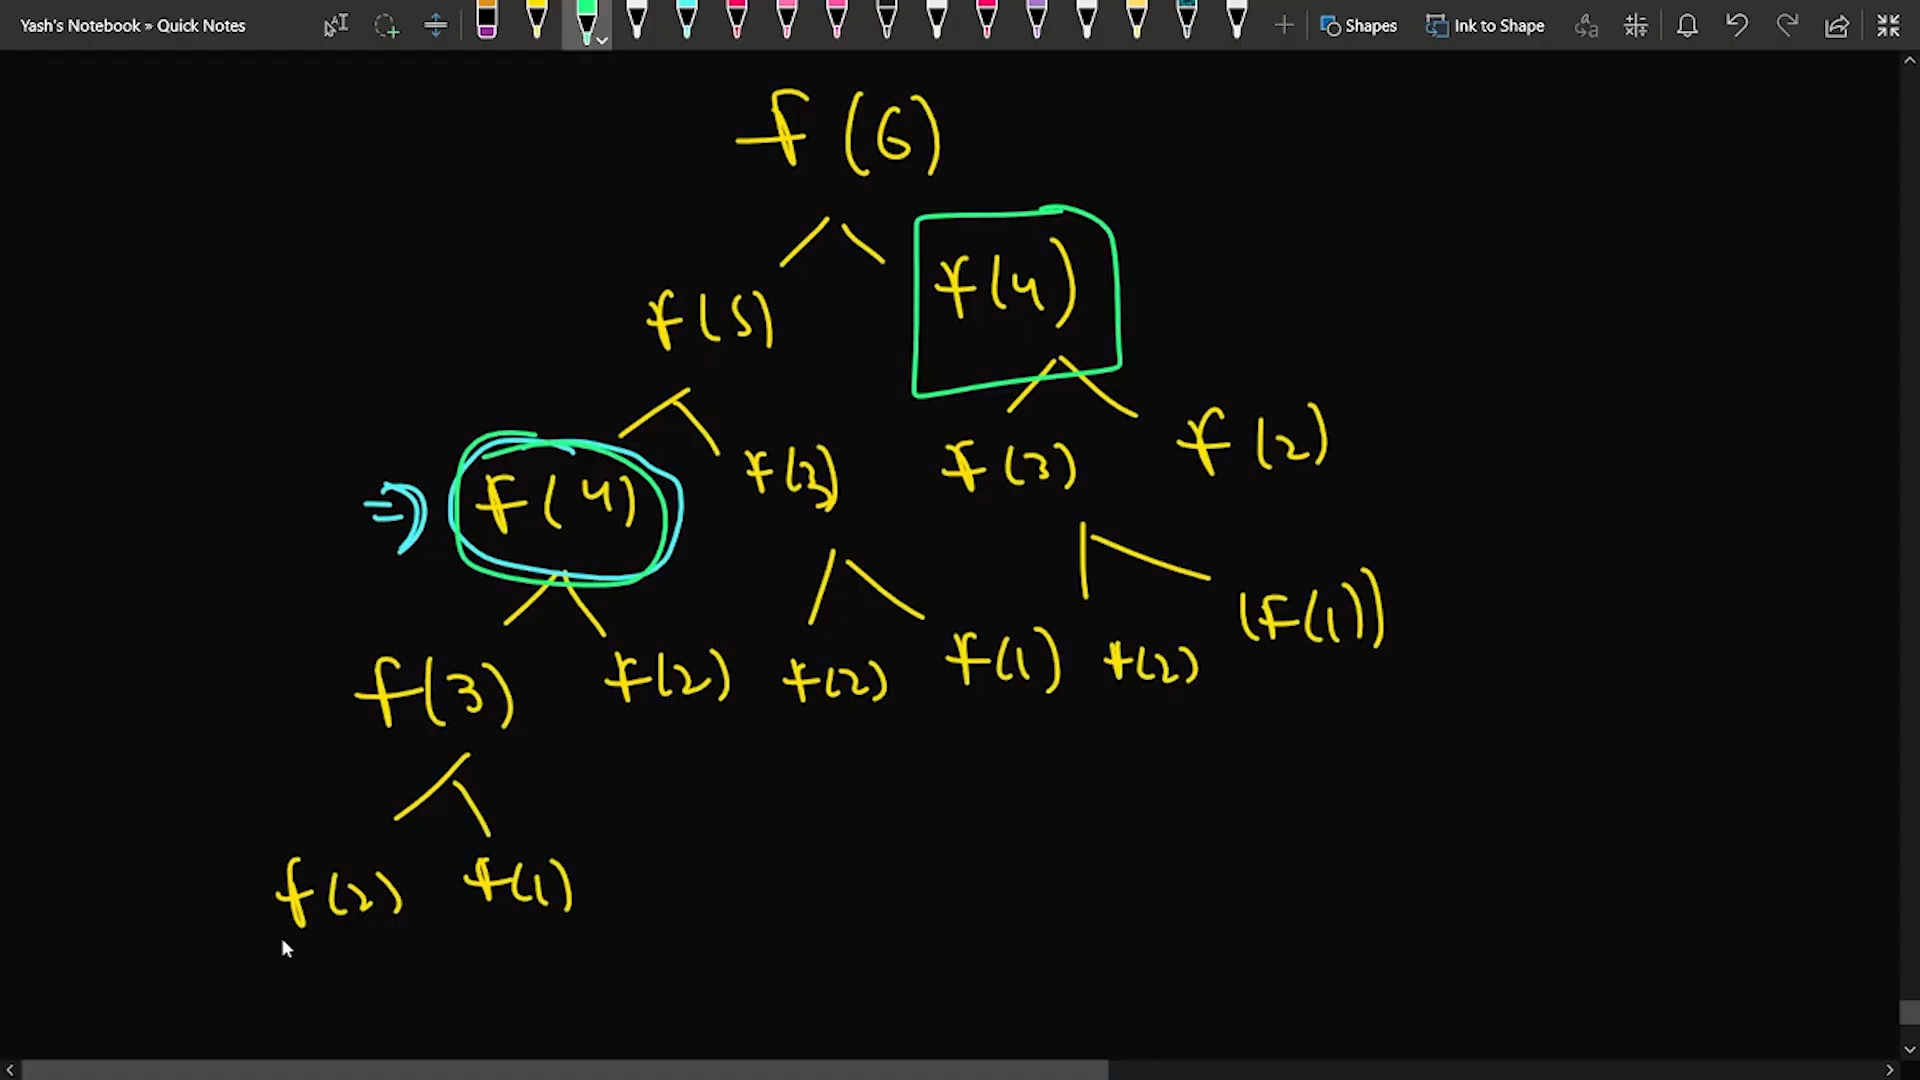 Yash's Notebook » Quick Notes
Shapes
Ink to Shape
f(6)
f(5) f(4)
f(4) f(3) f(3) f(2)
f(3) f(2) f(2) f(1) f(2) (f(1))
f(2) f(1)